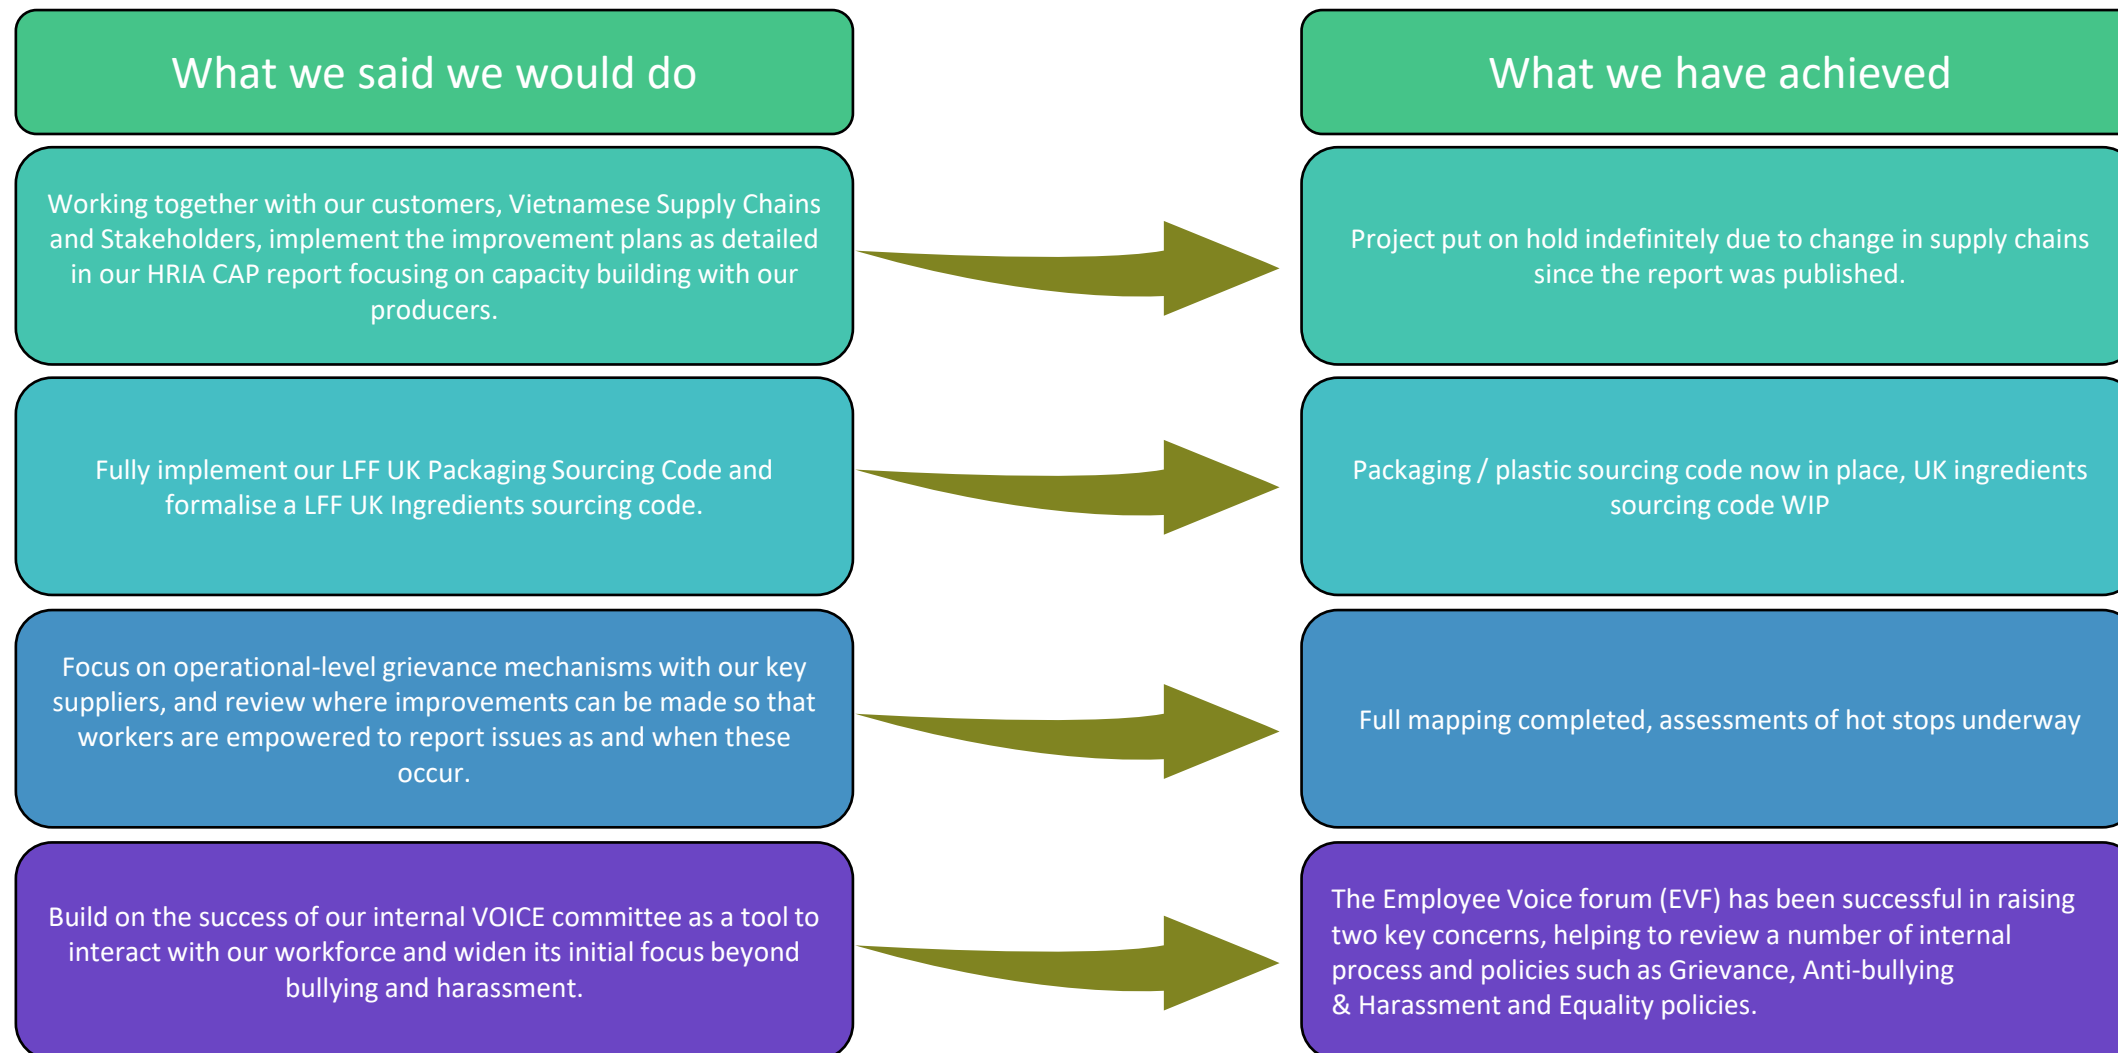 What we said we would do
What we have achieved
Working together with our customers, Vietnamese Supply Chains
and Stakeholders, implement the improvement plans as detailed
in our HRIA CAP report focusing on capacity building with our
producers.
Project put on hold indefinitely due to change in supply chains
since the report was published.
Fully implement our LFF UK Packaging Sourcing Code and
formalise a LFF UK Ingredients sourcing code.
Packaging / plastic sourcing code now in place, UK ingredients
sourcing code WIP
Focus on operational-level grievance mechanisms with our key
suppliers, and review where improvements can be made so that
workers are empowered to report issues as and when these
occur.
Full mapping completed, assessments of hot stops underway
Build on the success of our internal VOICE committee as a tool to
interact with our workforce and widen its initial focus beyond
bullying and harassment.
The Employee Voice forum (EVF) has been successful in raising
two key concerns, helping to review a number of internal
process and policies such as Grievance, Anti-bullying
& Harassment and Equality policies.